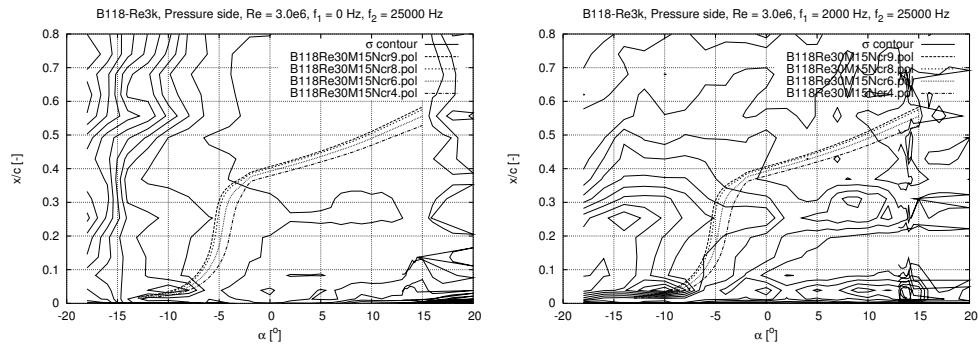 B118-Re3k, Pressure side, Re = 3.0e6, f1 = 0 Hz, f2 = 25000 Hz
σ contour
B118Re30M15Ncr9.pol
B118Re30M15Ncr8.pol
B118Re30M15Ncr6.pol
B118Re30M15Ncr4.pol
x/c [-]
0.8
0.7
0.6
0.5
0.4
0.3
0.2
0.1
0
-20 -15 -10 -5 0 5 10 15 20
α [º]
B118-Re3k, Pressure side, Re = 3.0e6, f1 = 2000 Hz, f2 = 25000 Hz
σ contour
B118Re30M15Ncr9.pol
B118Re30M15Ncr8.pol
B118Re30M15Ncr6.pol
B118Re30M15Ncr4.pol
x/c [-]
0.8
0.7
0.6
0.5
0.4
0.3
0.2
0.1
0
-20 -15 -10 -5 0 5 10 15 20
α [º]